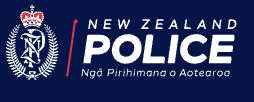 NEW ZEALAND
POLICE
Ngā Pirihimana o Aotearoa